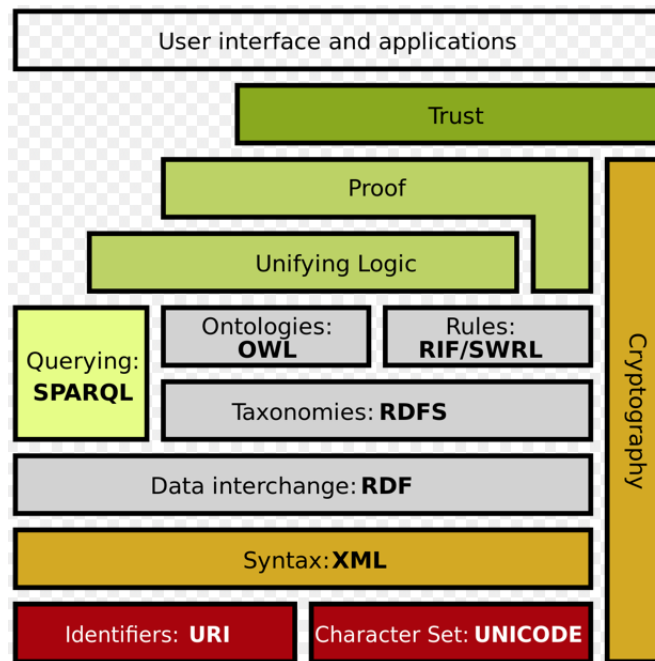 User interface and applications
Trust
Proof
Unifying Logic
Querying:
SPARQL
Ontologies:
OWL
Rules:
RIF/SWRL
Taxonomies: RDFS
Data interchange: RDF
Syntax: XML
Identifiers: URI
Character Set: UNICODE
Cryptography